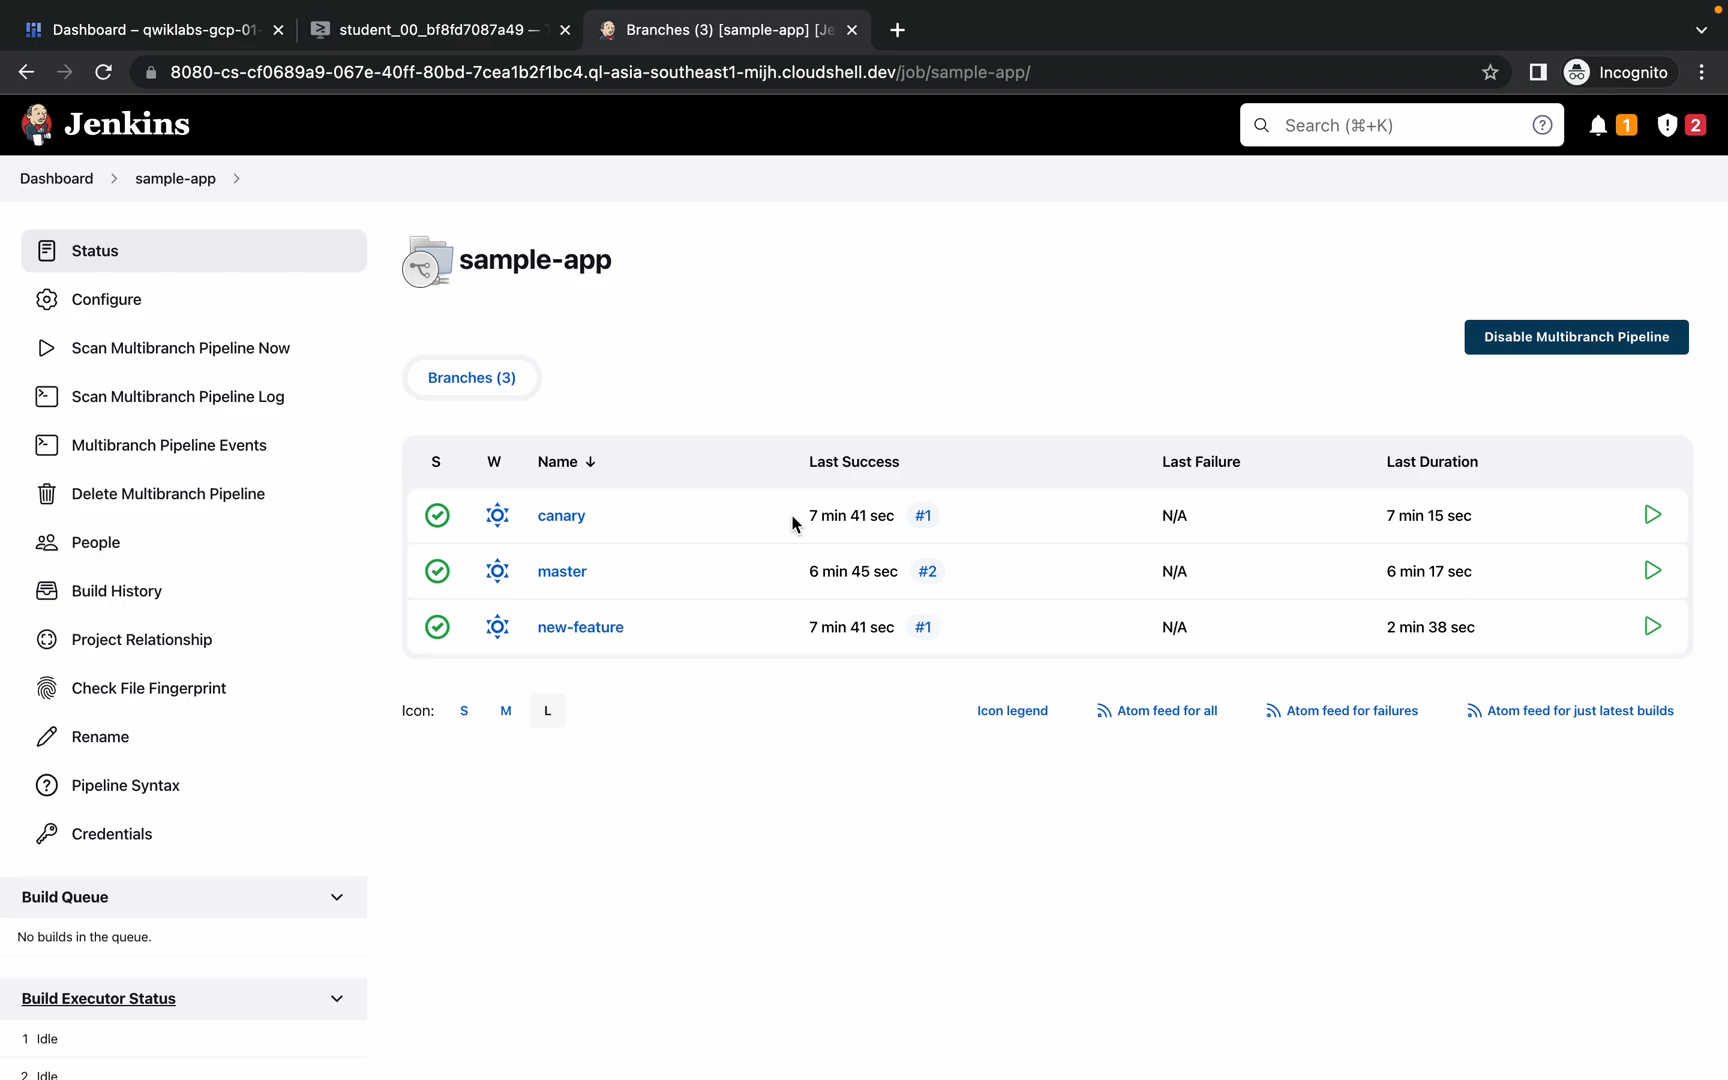 Dashboard – qwiklabs-gcp-01-
student_00_bf8fd7087a49 –
Branches (3) [sample-app] [Je
8080-cs-cf0689a9-067e-40ff-80bd-7cea1b2f1bc4.ql-asia-southeast1-mijh.cloudshell.dev/job/sample-app/
Incognito
Jenkins
Search (⌘+K)
1
2
Dashboard
sample-app
Status
Configure
Scan Multibranch Pipeline Now
Scan Multibranch Pipeline Log
Multibranch Pipeline Events
Delete Multibranch Pipeline
People
Build History
Project Relationship
Check File Fingerprint
Rename
Pipeline Syntax
Credentials
Build Queue
No builds in the queue.
Build Executor Status
1 Idle
2 Idle
sample-app
Disable Multibranch Pipeline
Branches (3)
S W Name ↓ Last Success Last Failure Last Duration
canary 7 min 41 sec #1 N/A 7 min 15 sec
master 6 min 45 sec #2 N/A 6 min 17 sec
new-feature 7 min 41 sec #1 N/A 2 min 38 sec
Icon: S M L
Icon legend
Atom feed for all
Atom feed for failures
Atom feed for just latest builds